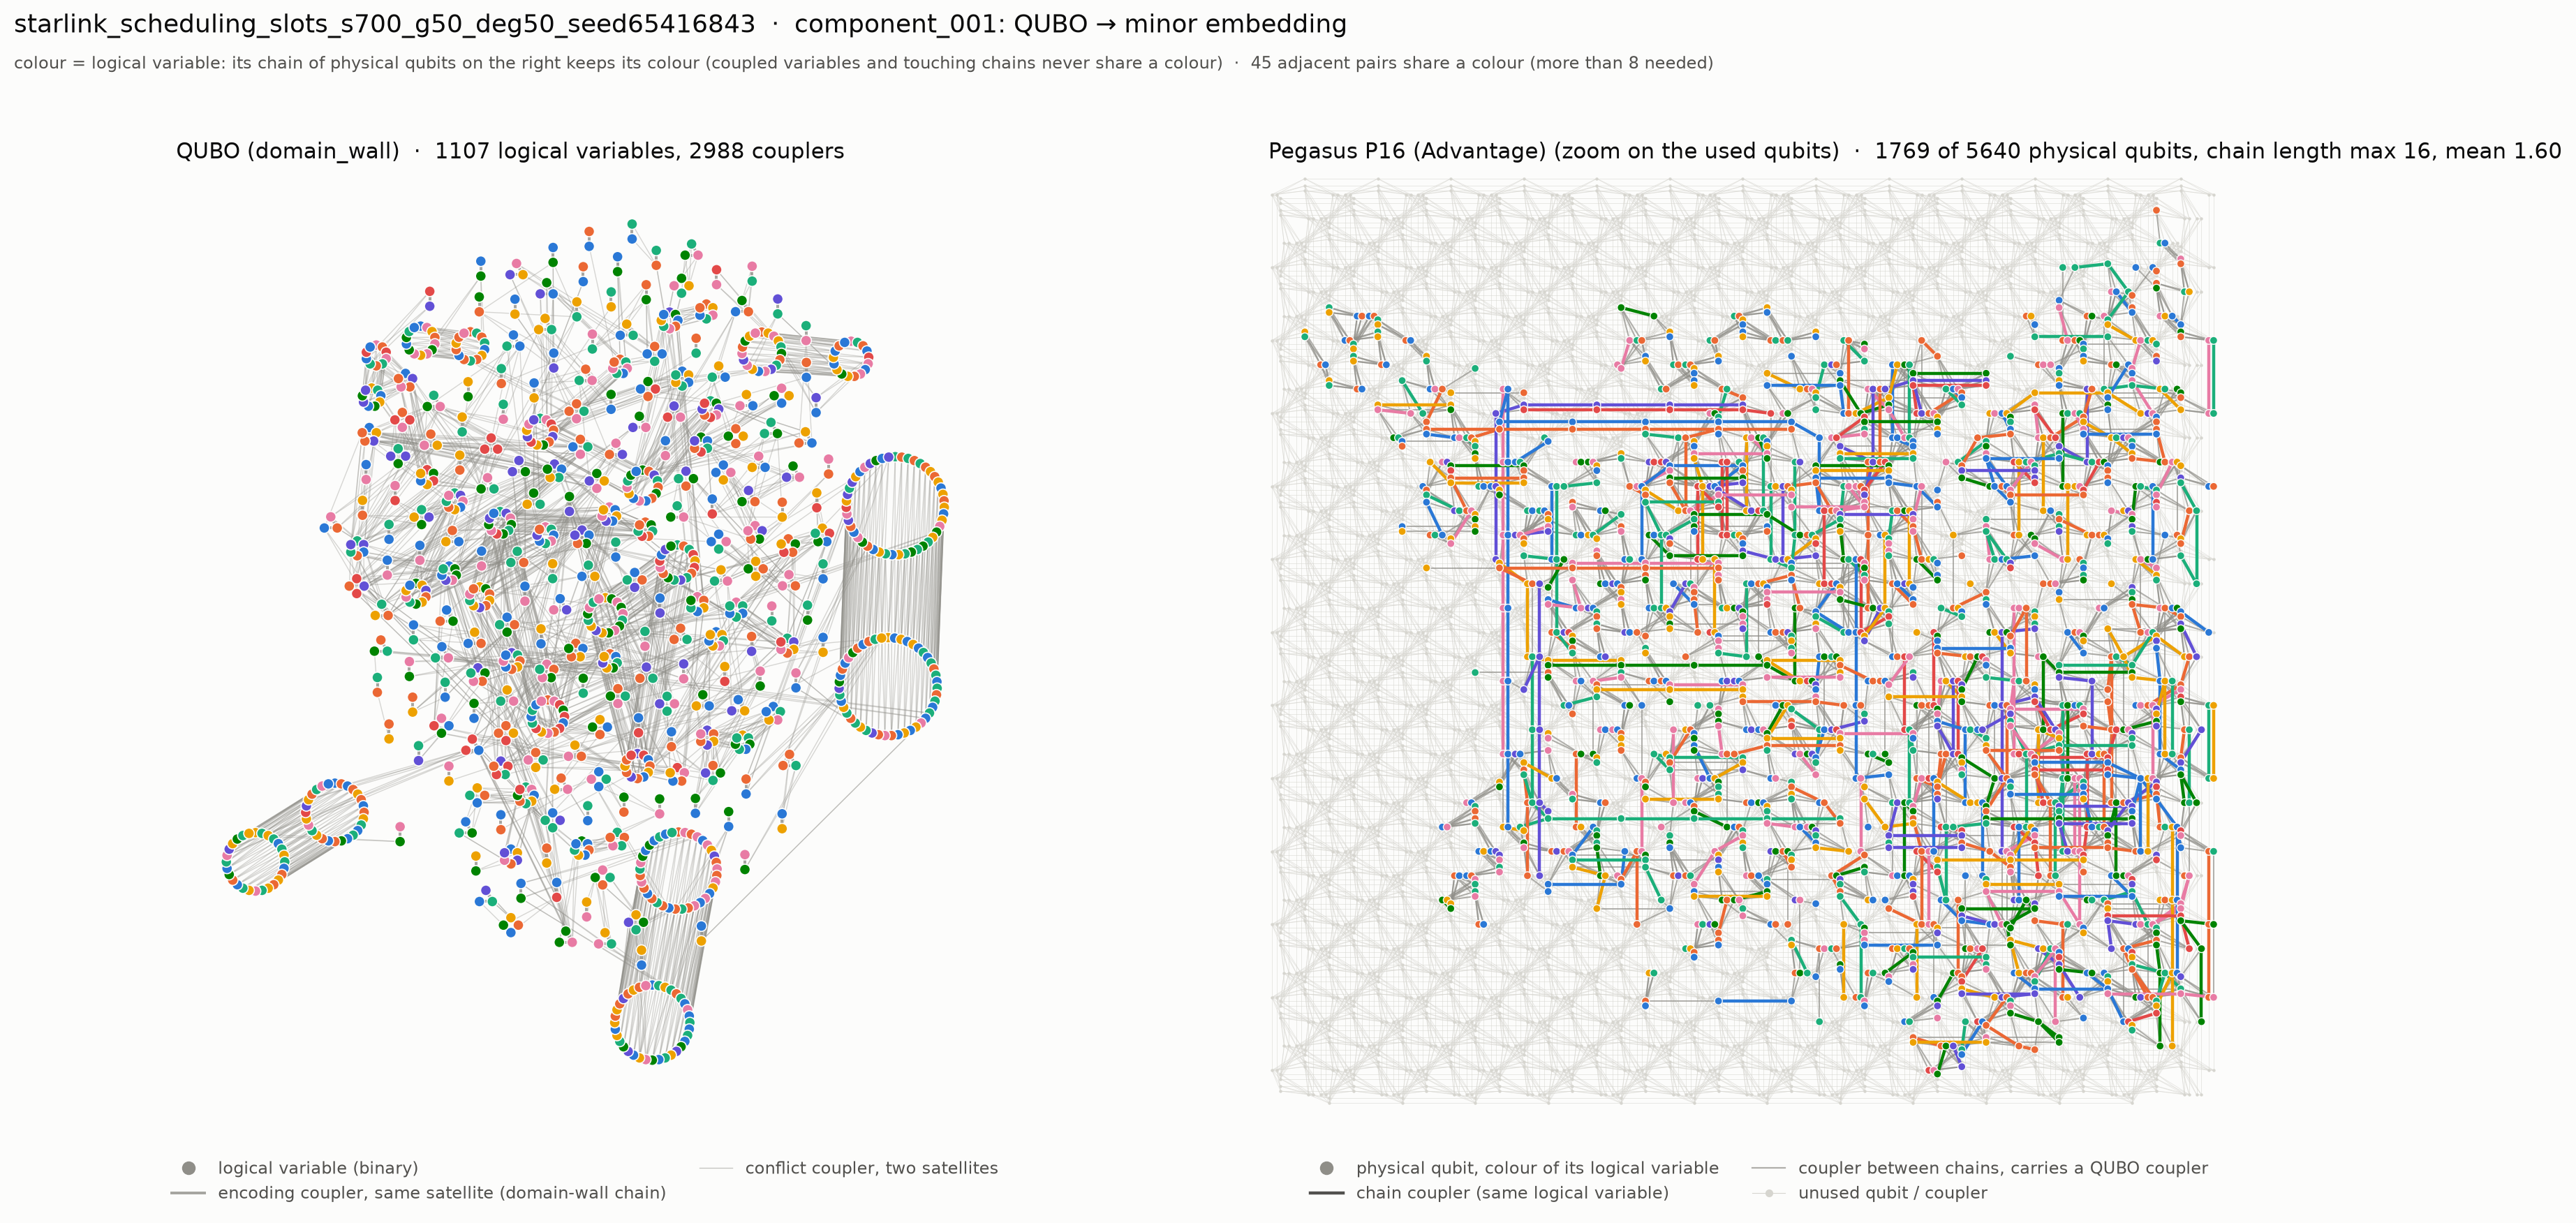 starlink_scheduling_slots_s700_g50_deg50_seed65416843 · component_001: QUBO → minor embedding
colour = logical variable: its chain of physical qubits on the right keeps its colour (coupled variables and touching chains never share a colour) · 45 adjacent pairs share a colour (more than 8 needed)
QUBO (domain_wall) · 1107 logical variables, 2988 couplers
Pegasus P16 (Advantage) (zoom on the used qubits) · 1769 of 5640 physical qubits, chain length max 16, mean 1.60
logical variable (binary)
encoding coupler, same satellite (domain-wall chain)
conflict coupler, two satellites
physical qubit, colour of its logical variable
chain coupler (same logical variable)
coupler between chains, carries a QUBO coupler
unused qubit / coupler